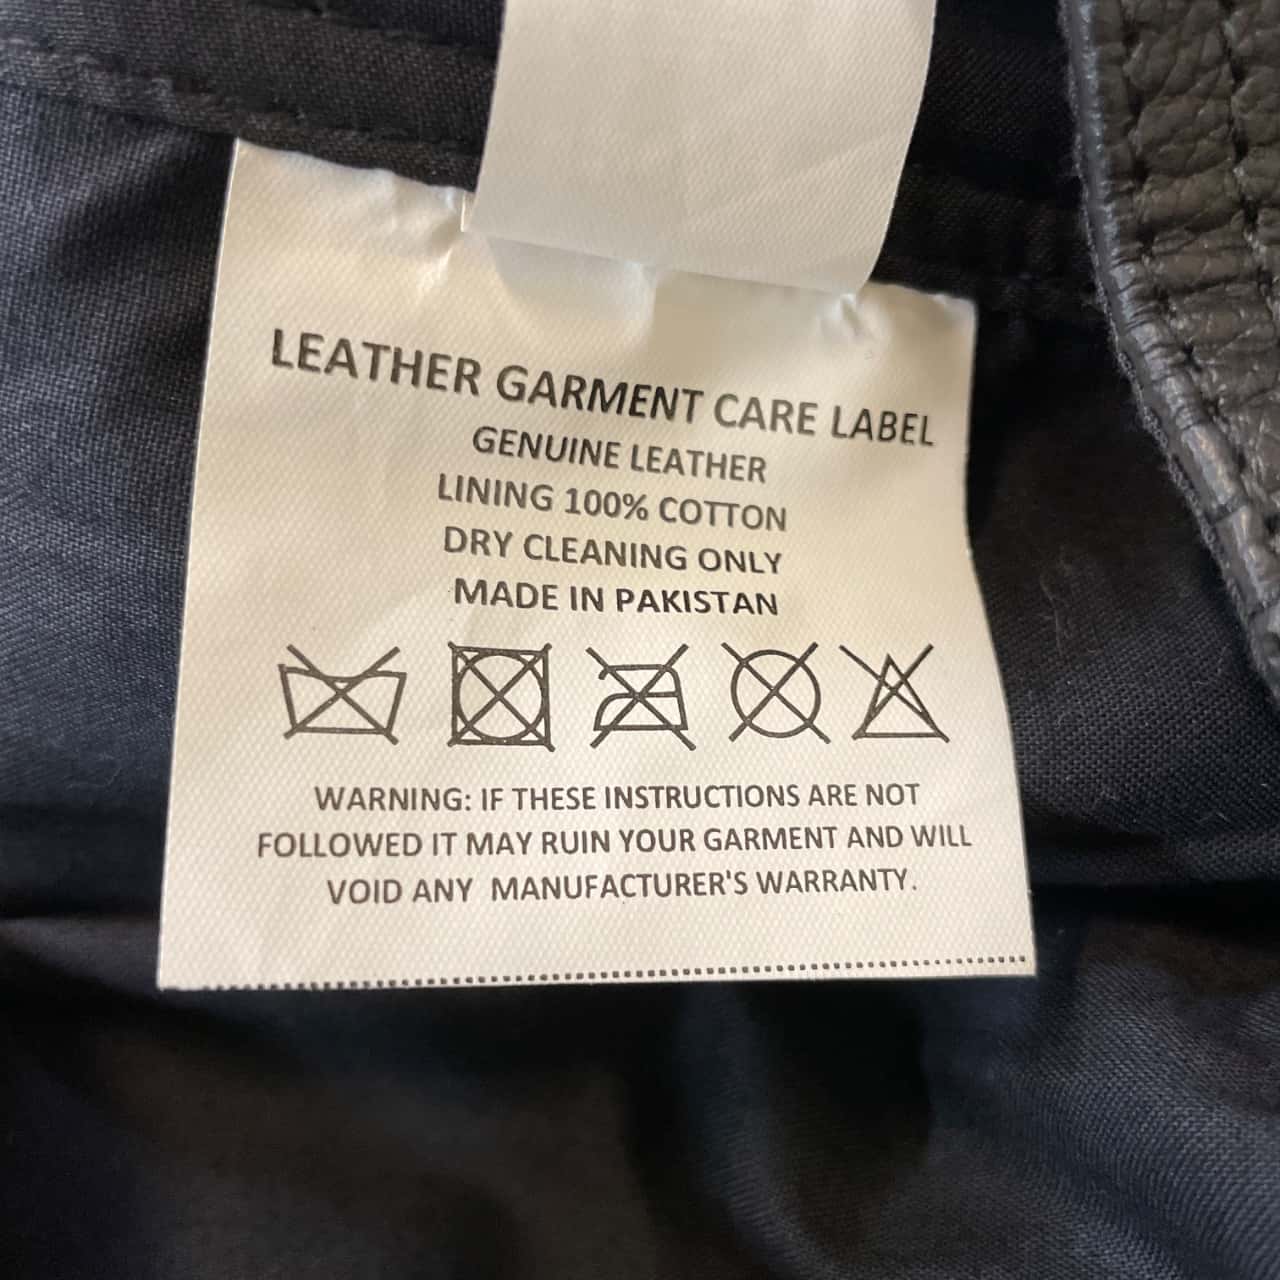 LEATHER GARMENT CARE LABEL
GENUINE LEATHER
LINING 100% COTTON
DRY CLEANING ONLY
MADE IN PAKISTAN
WARNING: IF THESE INSTRUCTIONS ARE NOT
FOLLOWED IT MAY RUIN YOUR GARMENT AND WILL
VOID ANY MANUFACTURER'S WARRANTY.